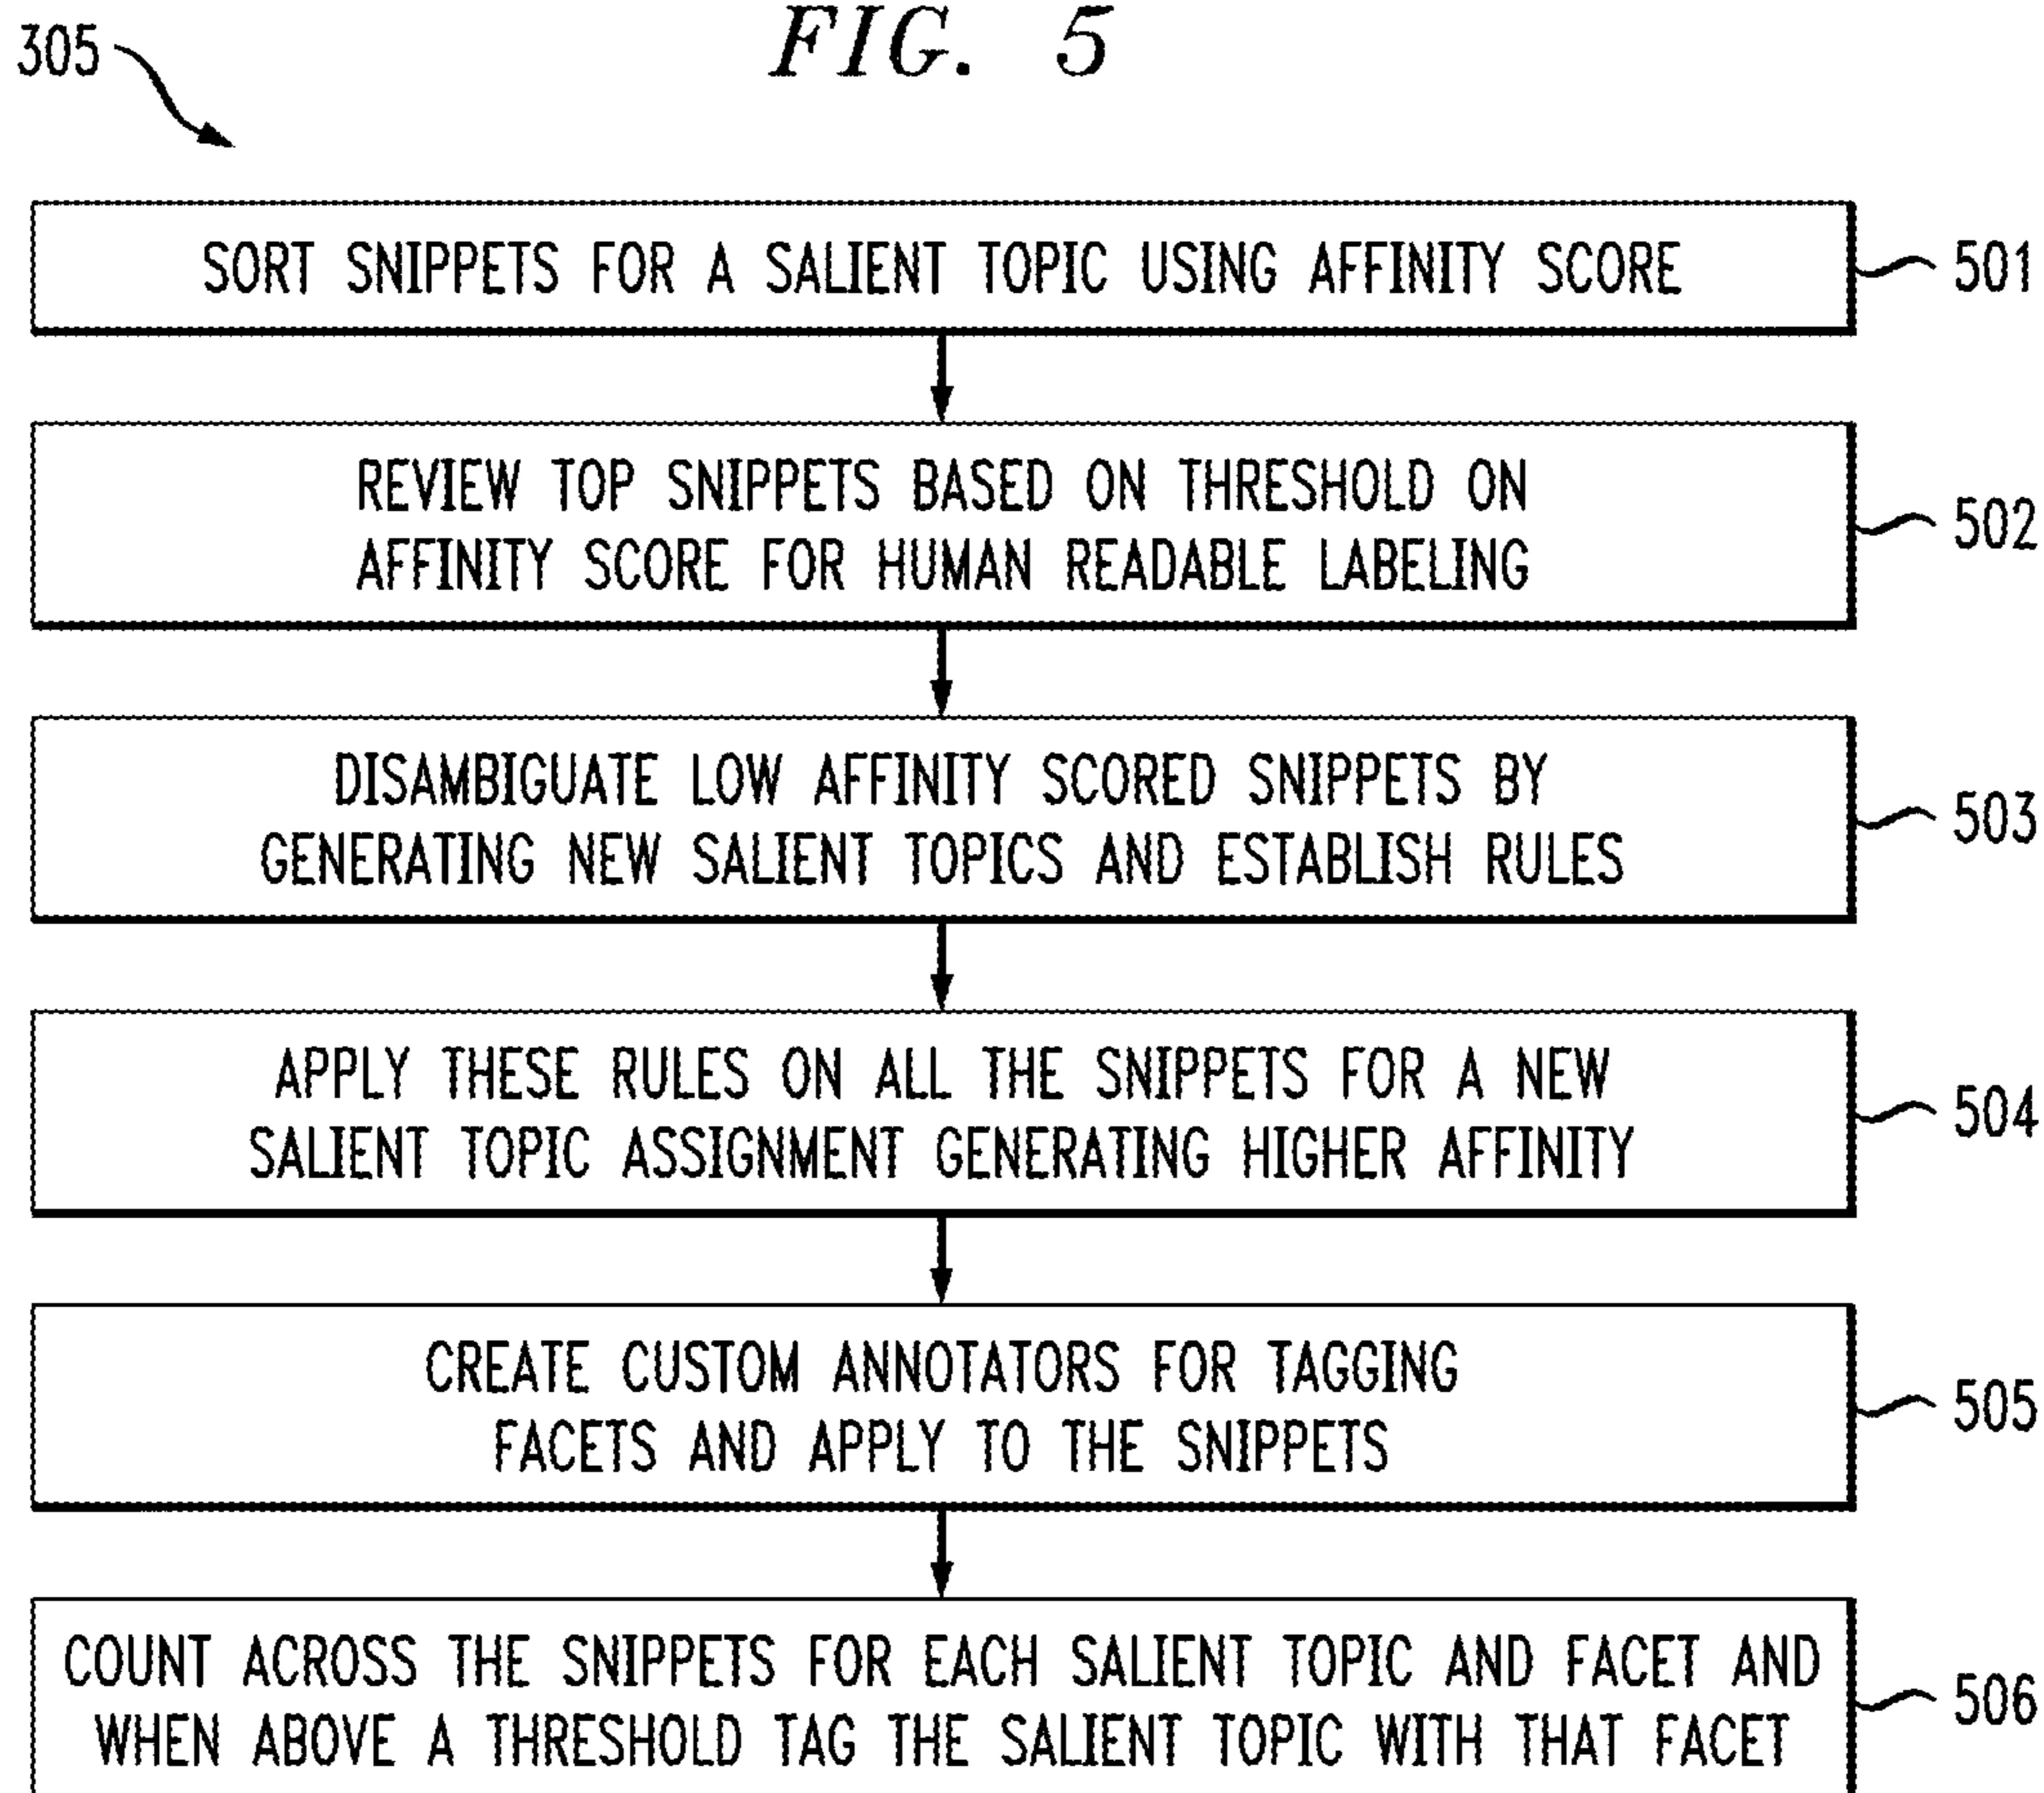 FIG. 5
305
SORT SNIPPETS FOR A SALIENT TOPIC USING AFFINITY SCORE
501
REVIEW TOP SNIPPETS BASED ON THRESHOLD ON
AFFINITY SCORE FOR HUMAN READABLE LABELING
502
DISAMBIGUATE LOW AFFINITY SCORED SNIPPETS BY
GENERATING NEW SALIENT TOPICS AND ESTABLISH RULES
503
APPLY THESE RULES ON ALL THE SNIPPETS FOR A NEW
SALIENT TOPIC ASSIGNMENT GENERATING HIGHER AFFINITY
504
CREATE CUSTOM ANNOTATORS FOR TAGGING
FACETS AND APPLY TO THE SNIPPETS
505
COUNT ACROSS THE SNIPPETS FOR EACH SALIENT TOPIC AND FACET AND
WHEN ABOVE A THRESHOLD TAG THE SALIENT TOPIC WITH THAT FACET
506